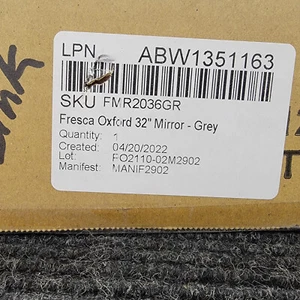 LPN ABW1351163
SKU FMR2036GR
Fresca Oxford 32" Mirror - Grey
Quantity: 1
Created: 04/20/2022
Lot: FO2110-02M2902
Manifest: MANIF2902